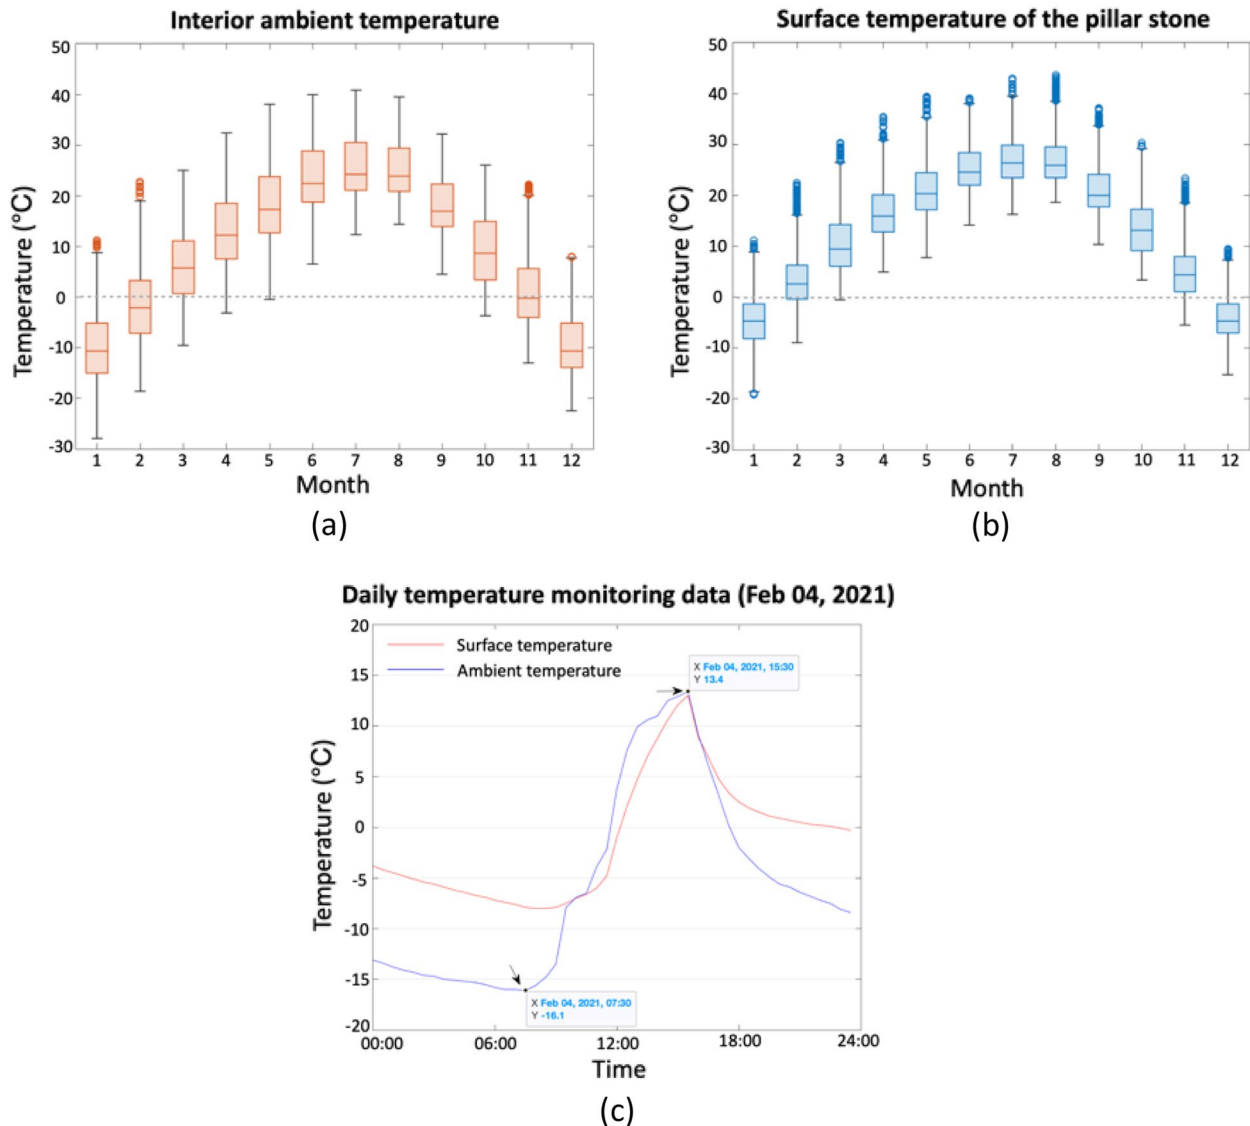 Interior ambient temperature
50
40
30
20
10
0
-10
-20
-30
Temperature (°C)
1 2 3 4 5 6 7 8 9 10 11 12
Month
(a)
Surface temperature of the pillar stone
50
40
30
20
10
0
-10
-20
-30
Temperature (°C)
1 2 3 4 5 6 7 8 9 10 11 12
Month
(b)
Daily temperature monitoring data (Feb 04, 2021)
20
15
10
5
0
-5
-10
-15
-20
Temperature (°C)
Surface temperature
Ambient temperature
X Feb 04, 2021, 15:30
Y 13.4
X Feb 04, 2021, 07:30
Y -16.1
00:00 06:00 12:00 18:00 24:00
Time
(c)